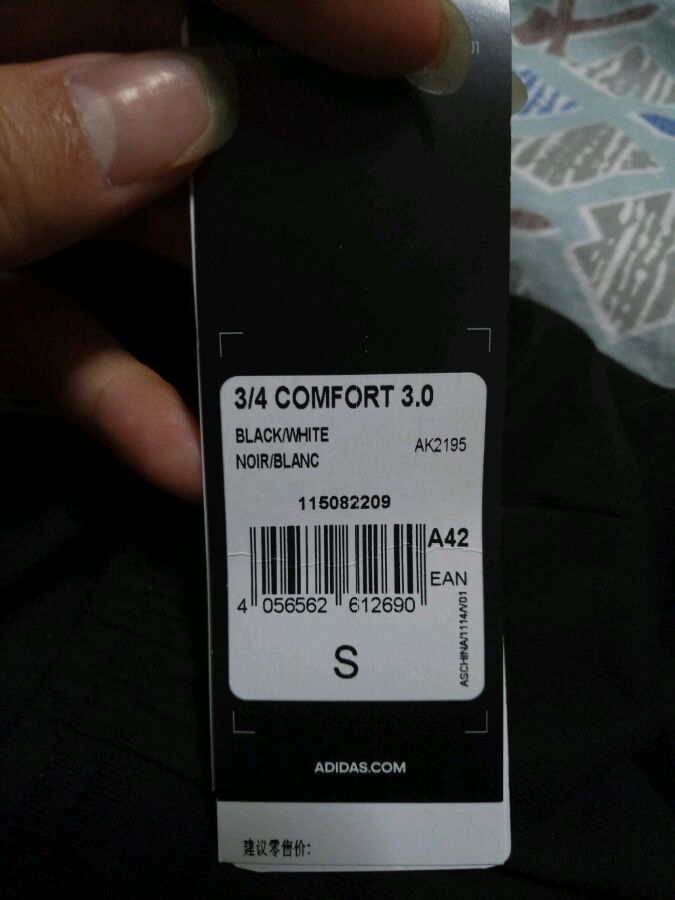 3/4 COMFORT 3.0
BLACK/WHITE
NOIR/BLANC
AK2195
115082209
A42
EAN
4 056562 612690
ASCHINA/1114/V01
S
ADIDAS.COM
建议零售价: